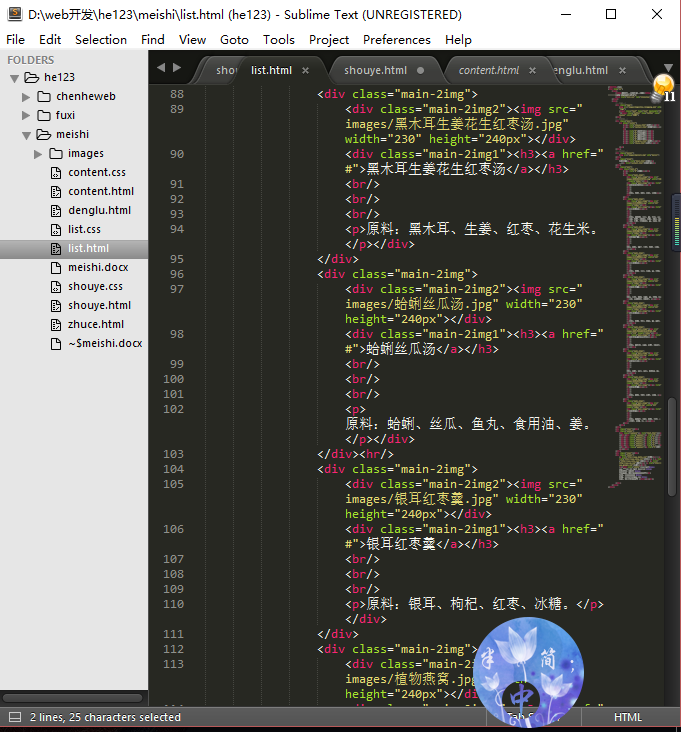 D:\web开发\he123\meishi\list.html (he123) - Sublime Text (UNREGISTERED)
File Edit Selection Find View Goto Tools Project Preferences Help
FOLDERS
he123
chenheweb
fuxi
meishi
images
content.css
content.html
denglu.html
list.css
list.html
meishi.docx
shouye.css
shouye.html
zhuce.html
~$meishi.docx
shou list.html × shouye.html content.html × englu.html ×
88 <div class="main-2img">
89 <div class="main-2img2"><img src="
images/黑木耳生姜花生红枣汤.jpg"
width="230" height="240px"></div>
90 <div class="main-2img1"><h3><a href="
#">黑木耳生姜花生红枣汤</a></h3>
91 <br/>
92 <br/>
93 <br/>
94 <p>原料：黑木耳、生姜、红枣、花生米。
</p></div>
95 </div>
96 <div class="main-2img">
97 <div class="main-2img2"><img src="
images/蛤蜊丝瓜汤.jpg" width="230"
height="240px"></div>
98 <div class="main-2img1"><h3><a href="
#">蛤蜊丝瓜汤</a></h3>
99 <br/>
100 <br/>
101 <br/>
102 <p>
原料：蛤蜊、丝瓜、鱼丸、食用油、姜。
</p></div>
103 </div><hr/>
104 <div class="main-2img">
105 <div class="main-2img2"><img src="
images/银耳红枣羹.jpg" width="230"
height="240px"></div>
106 <div class="main-2img1"><h3><a href="
#">银耳红枣羹</a></h3>
107 <br/>
108 <br/>
109 <br/>
110 <p>原料：银耳、枸杞、红枣、冰糖。</p>
</div>
111 </div>
112 <div class="main-2img">
113 <div class="main-2img2"><img src="
images/植物燕窝.jpg
height="240px"></di
半 简 ；
中
2 lines, 25 characters selected
Tab S
HTML